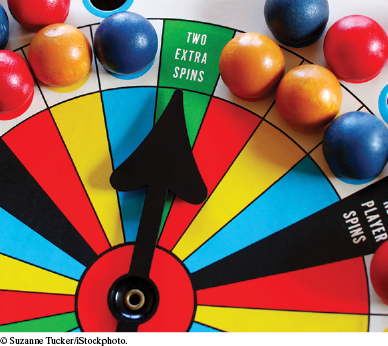 TWO
EXTRA
SPINS
PLAYER
SPINS
© Suzanne Tucker/iStockphoto.